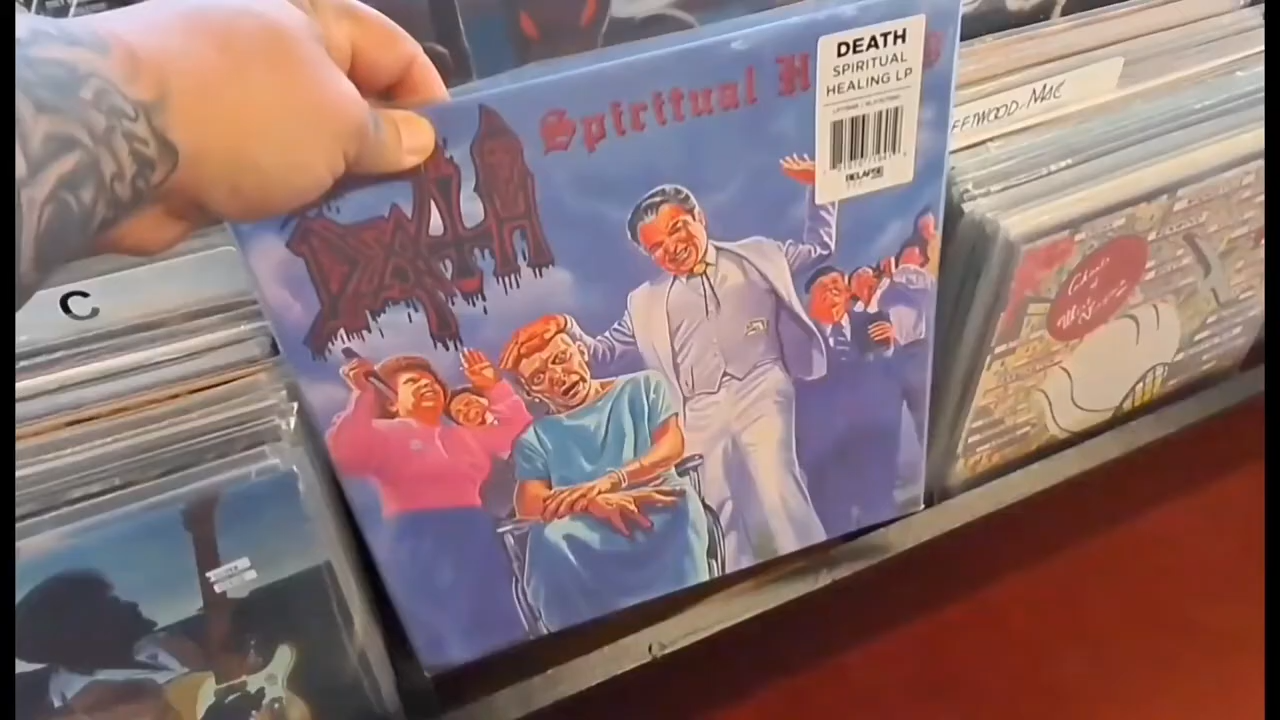 DEATH
Spiritual H
DEATH
SPIRITUAL
HEALING LP
RELAPSE
EETWOOD-MAC
C